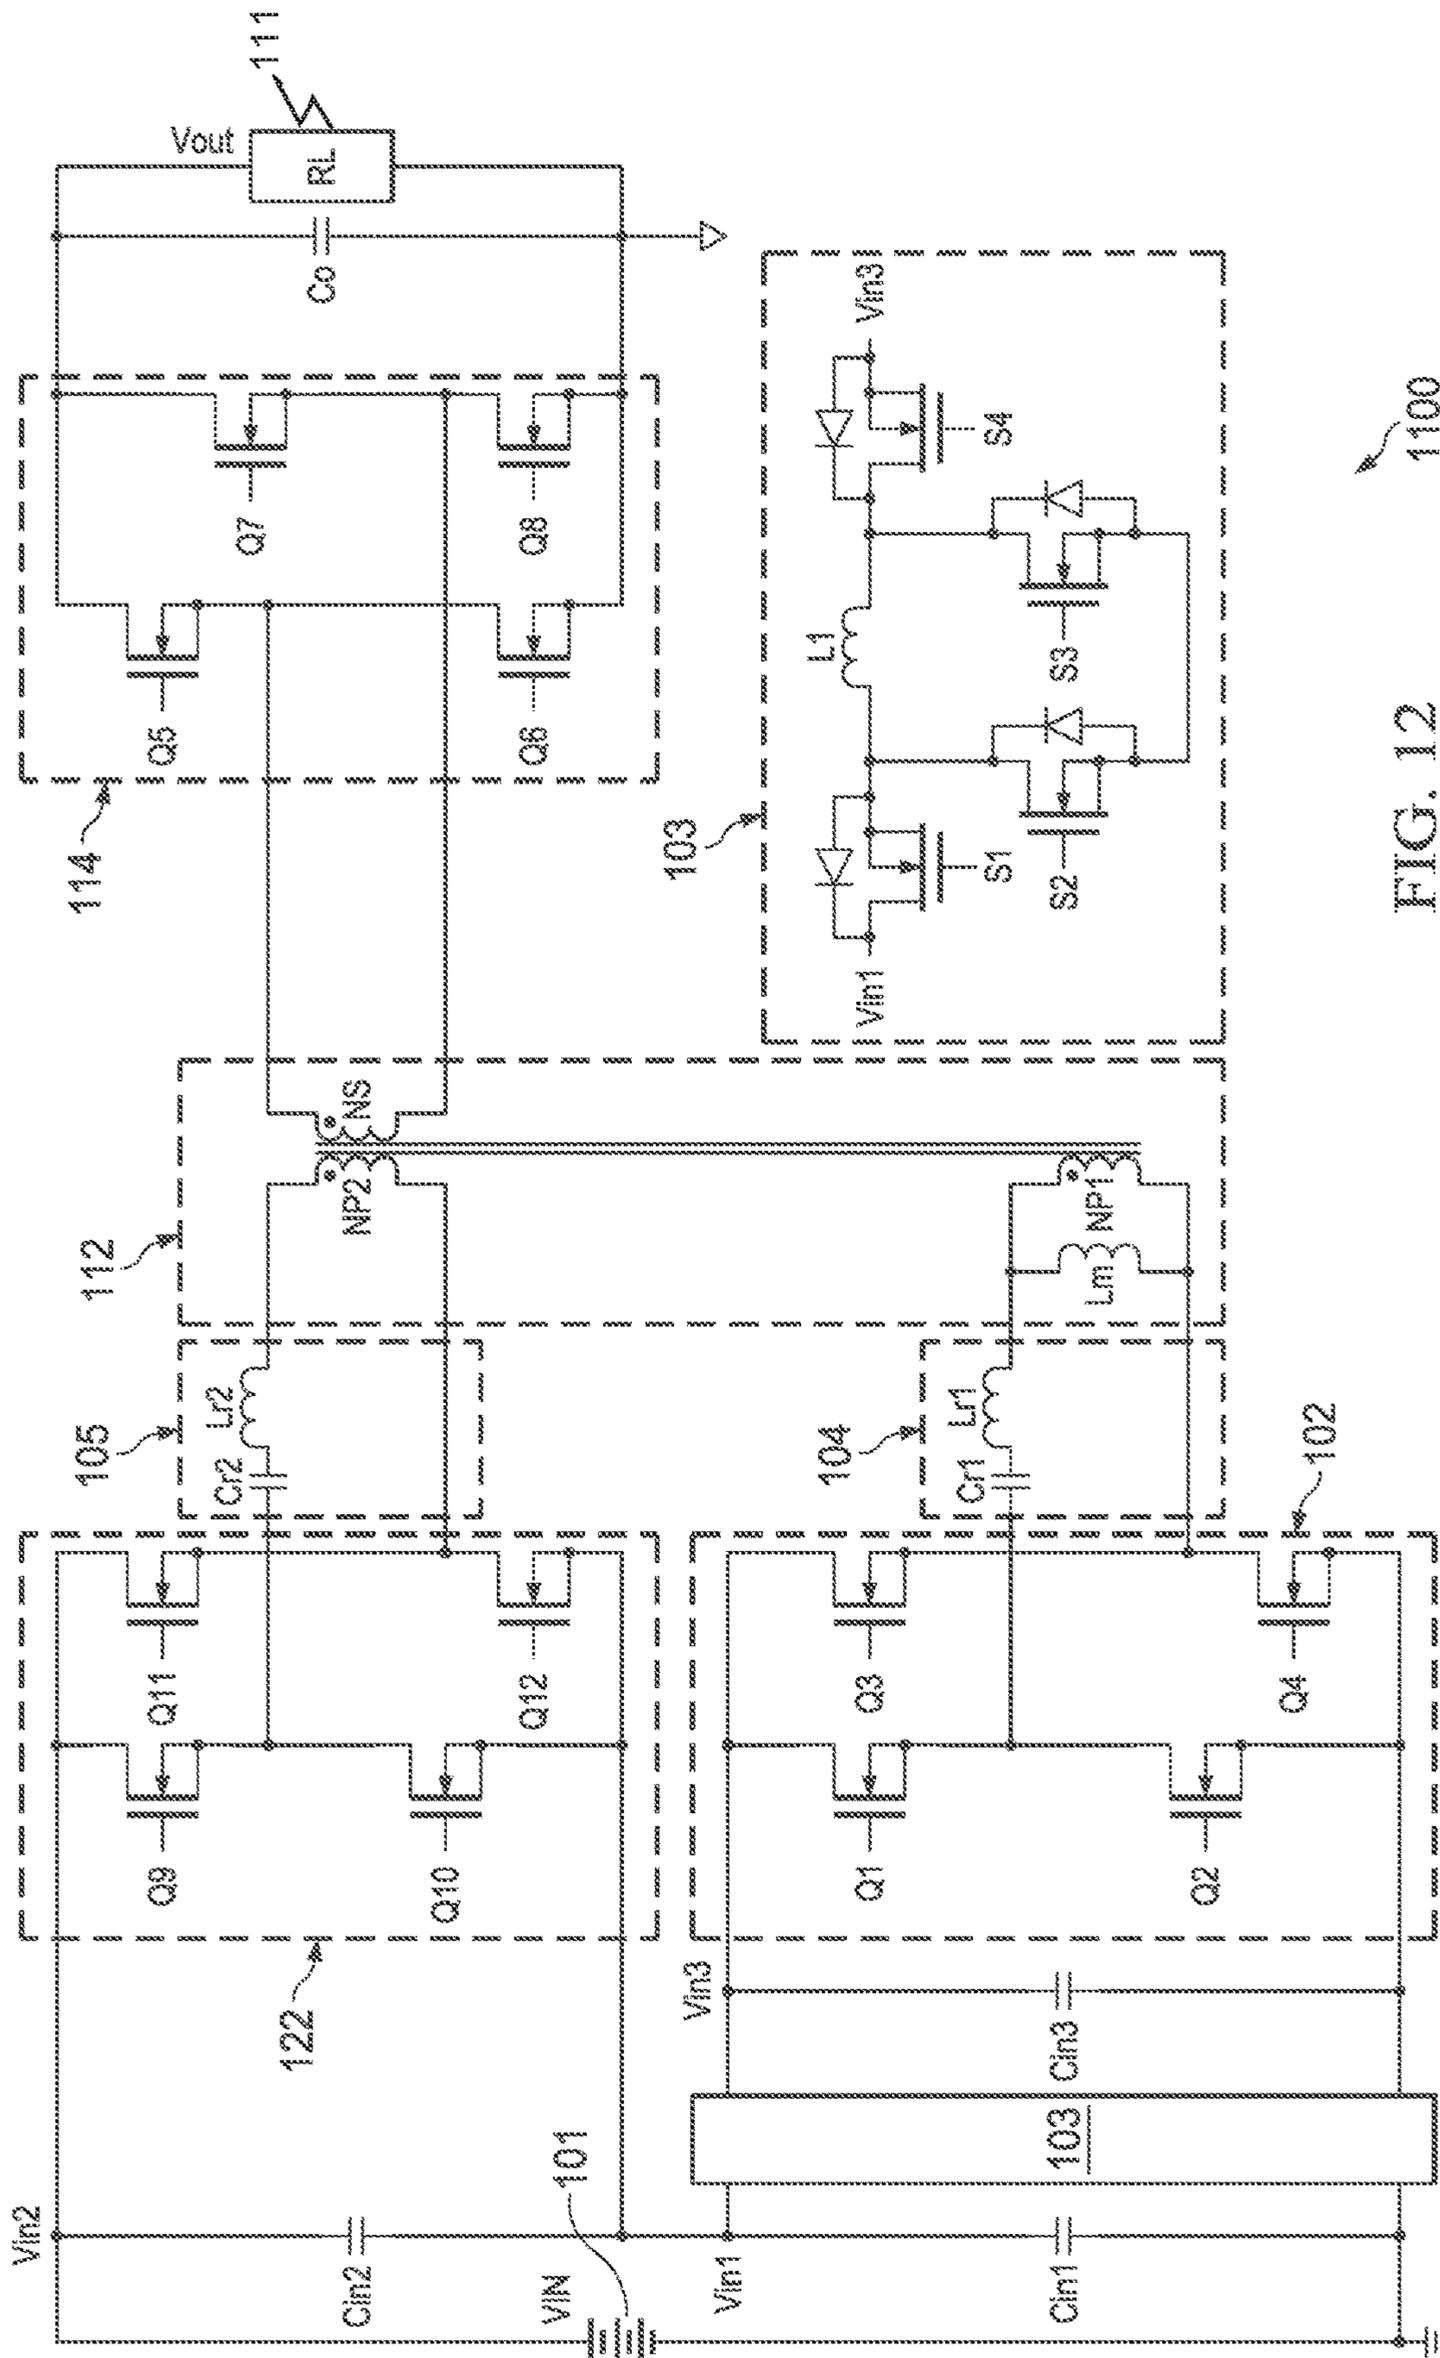 Vin2
Cin2
VIN
101
Vin1
Cin1
103
Vin3
Cin3
122
Q9
Q10
Q11
Q12
Q1
Q2
Q3
Q4
102
105
Cr2
Lr2
104
Cr1
Lr1
112
NP2
NS
Lm
NP1
114
Q5
Q6
Q7
Q8
Co
Vout
RL
111
103
Vin1
S1
S2
L1
S3
S4
Vin3
1100
FIG. 12